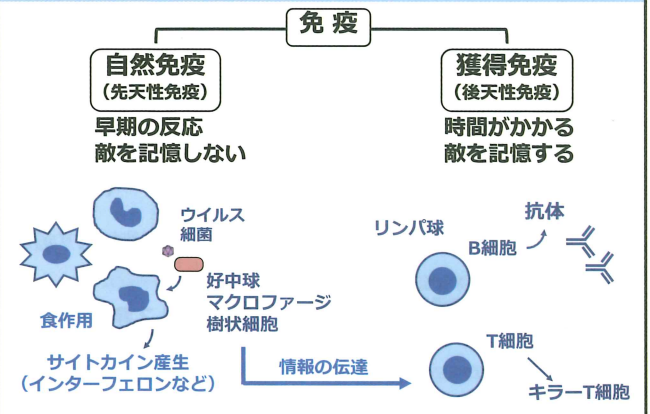 免疫
自然免疫
（先天性免疫）
早期の反応
敵を記憶しない
獲得免疫
（後天性免疫）
時間がかかる
敵を記憶する
ウイルス
細菌
好中球
マクロファージ
樹状細胞
食作用
サイトカイン産生
（インターフェロンなど）
情報の伝達
リンパ球
B細胞
抗体
T細胞
キラーT細胞